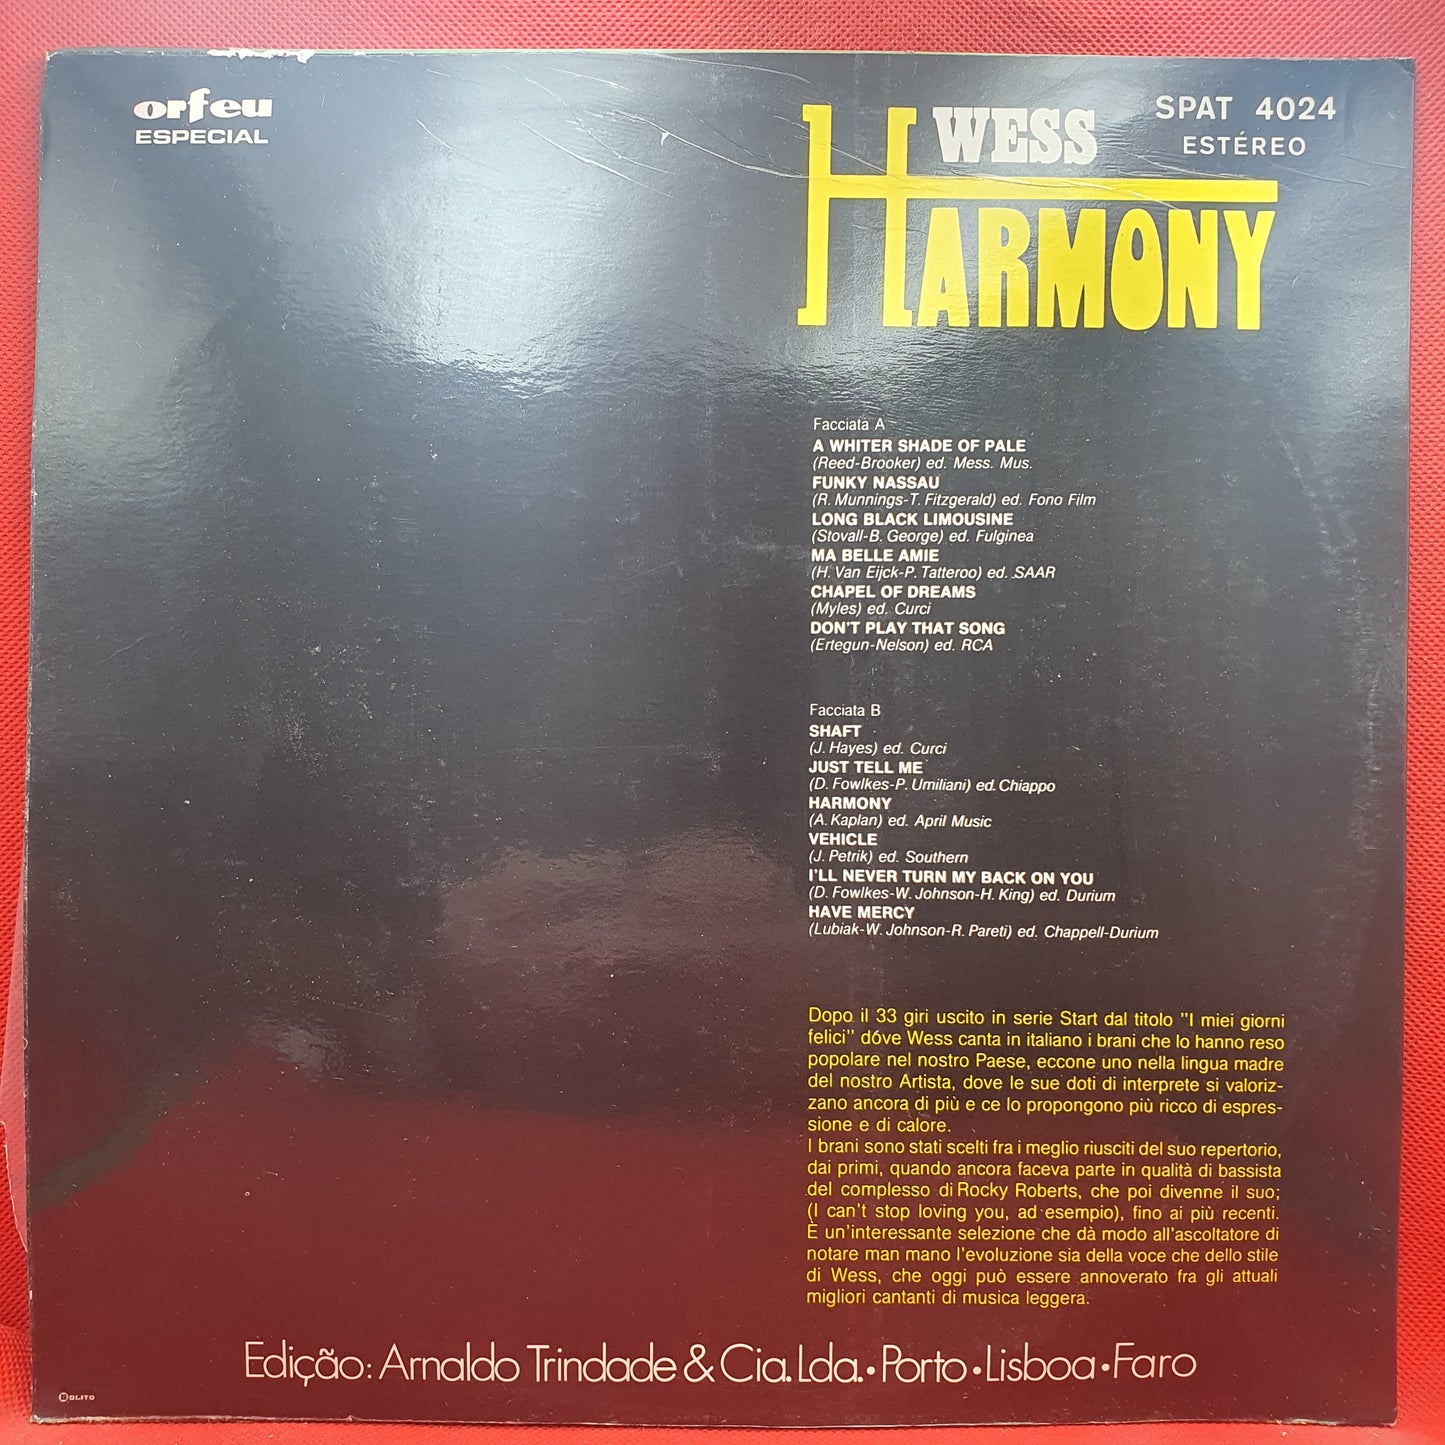 orfeu
ESPECIAL
WESS
HARMONY
SPAT 4024
ESTÉREO
Facciata A
A WHITER SHADE OF PALE
(Reed-Brooker) ed. Mess. Mus.
FUNKY NASSAU
(R. Munnings-T. Fitzgerald) ed. Fono Film
LONG BLACK LIMOUSINE
(Stovall-B. George) ed. Fulginea
MA BELLE AMIE
(H. Van Eijck-P. Tatteroo) ed. SAAR
CHAPEL OF DREAMS
(Myles) ed. Curci
DON'T PLAY THAT SONG
(Ertegun-Nelson) ed. RCA
Facciata B
SHAFT
(J. Hayes) ed. Curci
JUST TELL ME
(D. Fowlkes-P. Umiliani) ed. Chiappo
HARMONY
(A. Kaplan) ed. April Music
VEHICLE
(J. Petrik) ed. Southern
I'LL NEVER TURN MY BACK ON YOU
(D. Fowlkes-W. Johnson-H. King) ed. Durium
HAVE MERCY
(Lubiak-W. Johnson-R. Pareti) ed. Chappell-Durium
Dopo il 33 giri uscito in serie Start dal titolo "I miei giorni
felici" dóve Wess canta in italiano i brani che lo hanno reso
popolare nel nostro Paese, eccone uno nella lingua madre
del nostro Artista, dove le sue doti di interprete si valoriz-
zano ancora di più e ce lo propongono più ricco di espres-
sione e di calore.
I brani sono stati scelti fra i meglio riusciti del suo repertorio,
dai primi, quando ancora faceva parte in qualità di bassista
del complesso di Rocky Roberts, che poi divenne il suo;
(I can't stop loving you, ad esempio), fino ai più recenti.
È un'interessante selezione che dà modo all'ascoltatore di
notare man mano l'evoluzione sia della voce che dello stile
di Wess, che oggi può essere annoverato fra gli attuali
migliori cantanti di musica leggera.
Edição: Arnaldo Trindade & Cia. Lda. • Porto • Lisboa • Faro